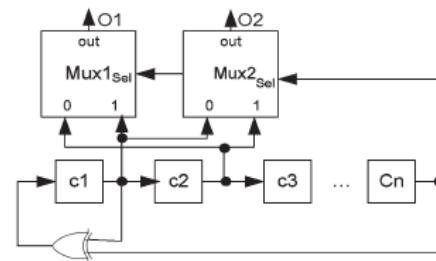 O1 O2
out out
Mux1Sel Mux2Sel
0 1 0 1
c1 c2 c3 ... Cn